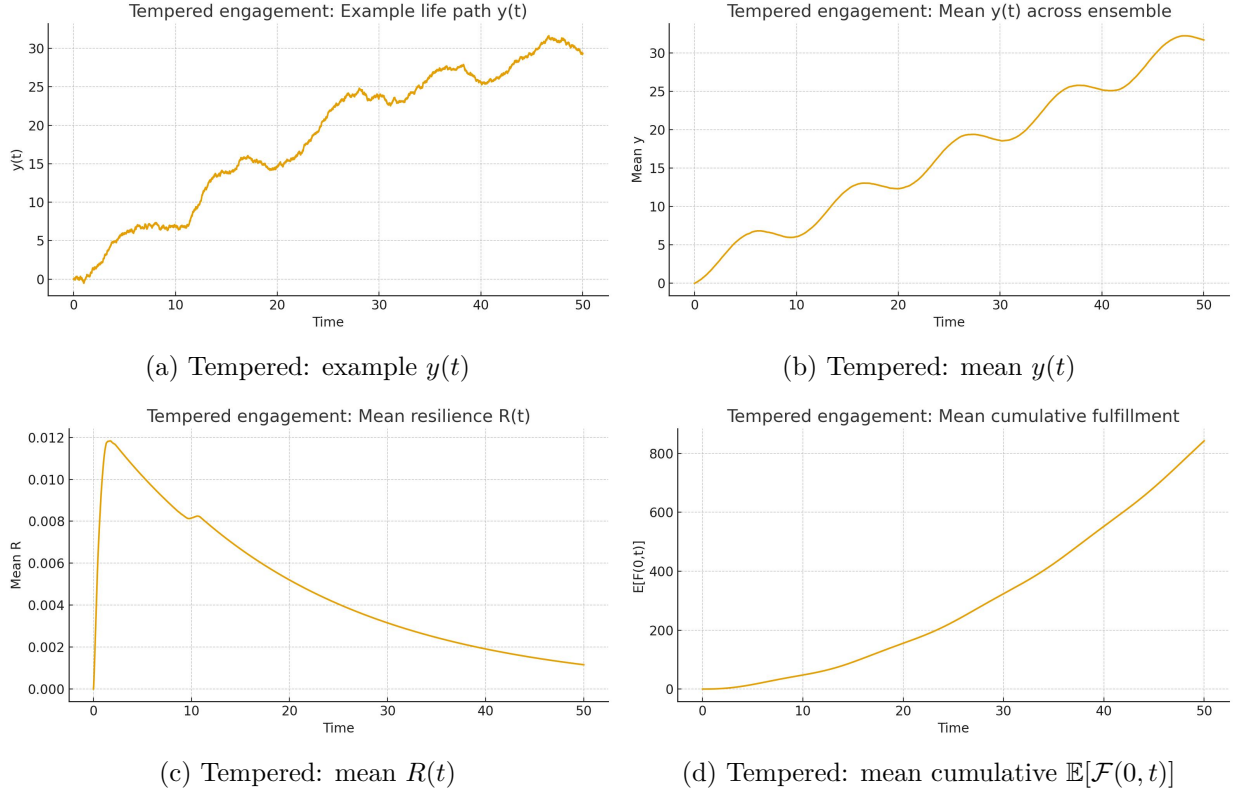 Tempered engagement: Example life path y(t)
30
25
20
15
10
5
0
y(t)
0 10 20 30 40 50
Time
(a) Tempered: example y(t)
Tempered engagement: Mean y(t) across ensemble
30
25
20
15
10
5
0
Mean y
0 10 20 30 40 50
Time
(b) Tempered: mean y(t)
Tempered engagement: Mean resilience R(t)
0.012
0.010
0.008
0.006
0.004
0.002
0.000
Mean R
0 10 20 30 40 50
Time
(c) Tempered: mean R(t)
Tempered engagement: Mean cumulative fulfillment
800
600
400
200
0
E[F(0,t)]
0 10 20 30 40 50
Time
(d) Tempered: mean cumulative 𝔼[ℱ(0, t)]